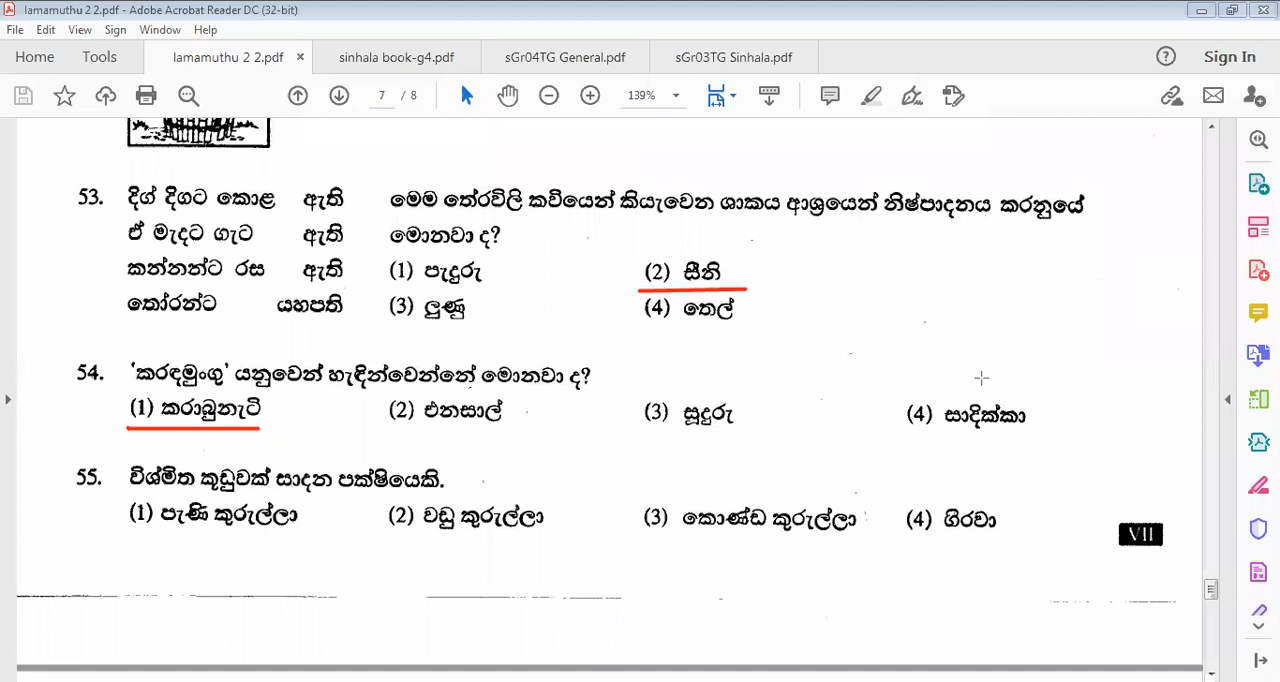 lamamuthu 2 2.pdf - Adobe Acrobat Reader DC (32-bit)
File Edit View Sign Window Help
Home Tools lamamuthu 2 2.pdf × sinhala book-g4.pdf sGr04TG General.pdf sGr03TG Sinhala.pdf Sign In
7 / 8 139%
53. දිග් දිගට කොළ ඇති මෙම තේරවිලි කවියෙන් කියැවෙන ශාකය ආශ්‍රයෙන් නිෂ්පාදනය කරනුයේ
ඒ මැදට ගැට ඇති මොනවා ද?
කන්නන්ට රස ඇති (1) පැදුරු (2) සීනි
තෝරන්ට යහපති (3) ලුණු (4) තෙල්
54. ‘කරඳමුංගු’ යනුවෙන් හැඳින්වෙන්නේ මොනවා ද?
(1) කරාබුනැටි (2) එනසාල් (3) සූදුරු (4) සාදික්කා
55. විශ්මිත කූඩුවක් සාදන පක්ෂියෙකි.
(1) පැණි කුරුල්ලා (2) වඩු කුරුල්ලා (3) කොණ්ඩ කුරුල්ලා (4) ගිරවා
VII